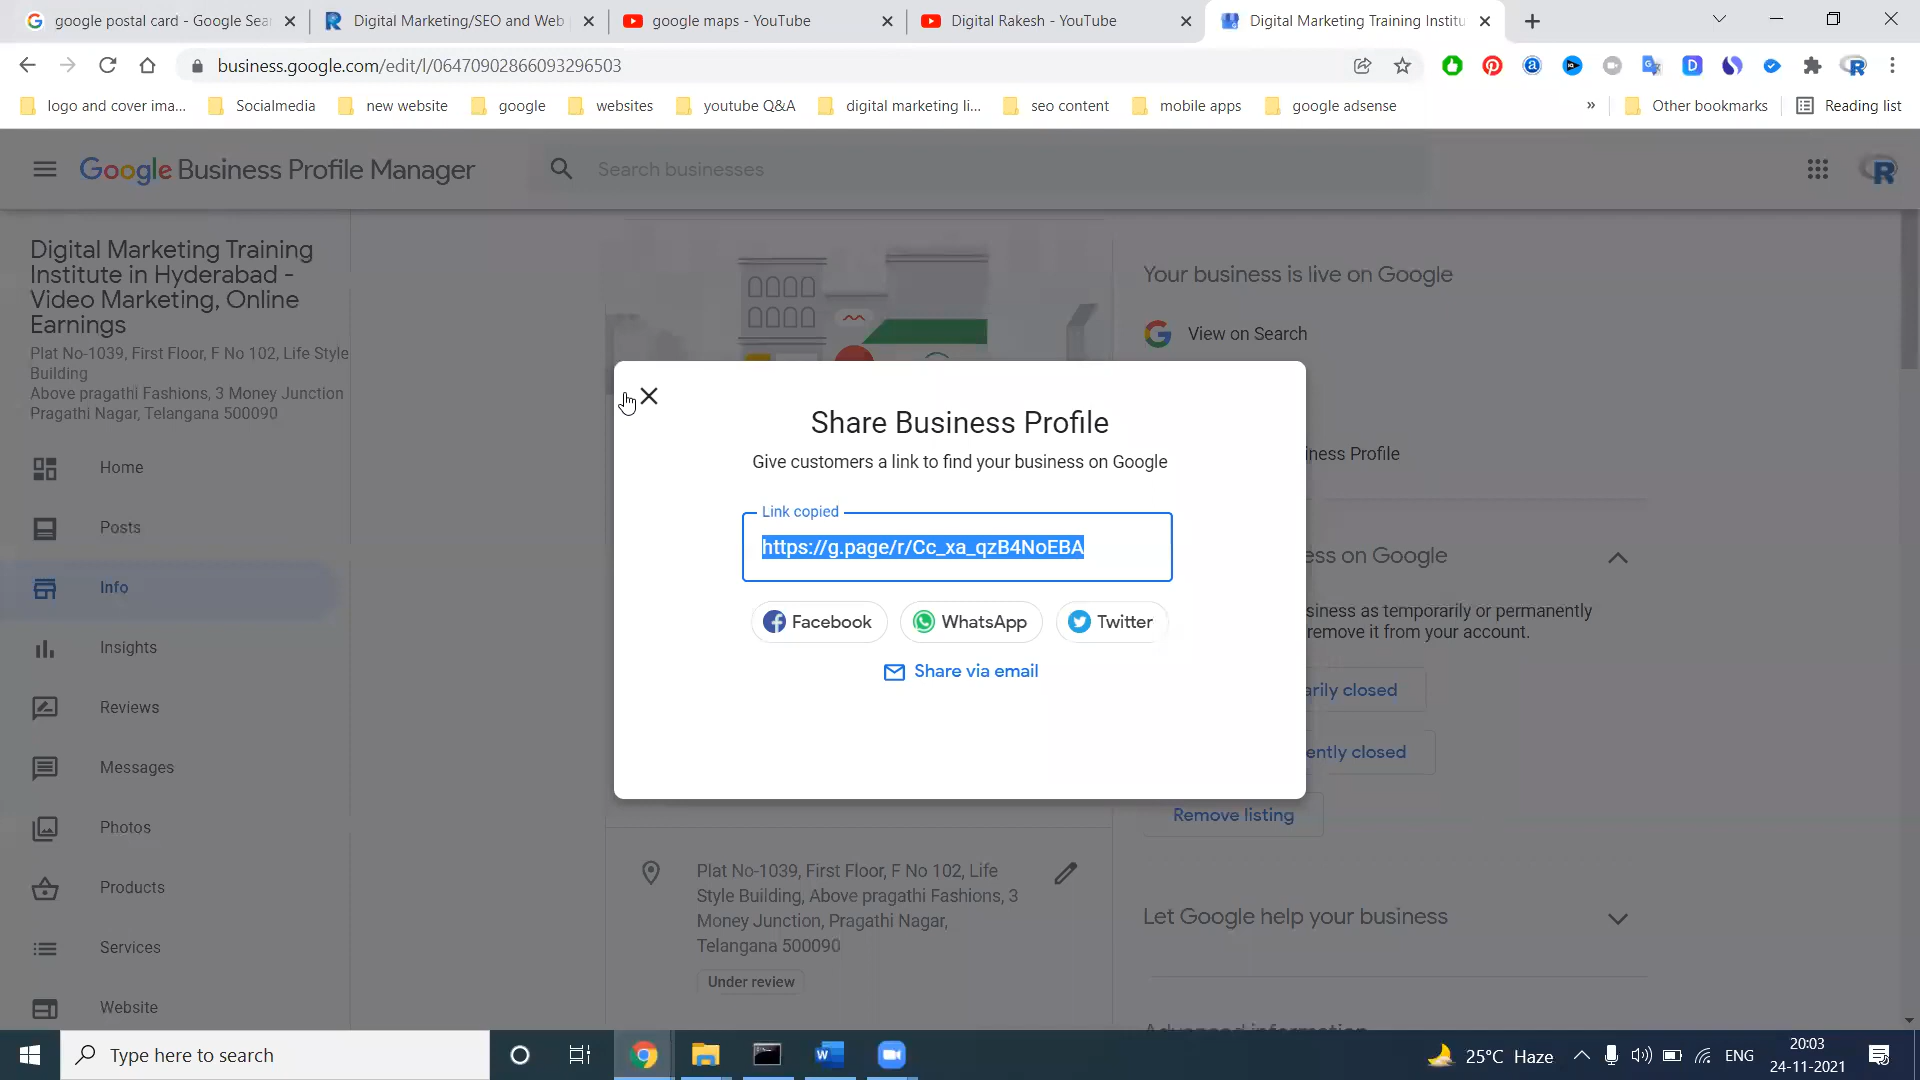 google postal card - Google Sea
Digital Marketing/SEO and Web
google maps - YouTube
Digital Rakesh - YouTube
Digital Marketing Training Institu
business.google.com/edit/l/06470902866093296503
logo and cover ima...
Socialmedia
new website
google
websites
youtube Q&A
digital marketing li...
seo content
mobile apps
google adsense
»
Other bookmarks
Reading list
Google Business Profile Manager
Search businesses
Digital Marketing Training
Institute in Hyderabad -
Video Marketing, Online
Earnings
Plat No-1039, First Floor, F No 102, Life Style
Building
Above pragathi Fashions, 3 Money Junction
Pragathi Nagar, Telangana 500090
Home
Posts
Info
Insights
Reviews
Messages
Photos
Products
Services
Website
Share Business Profile
Give customers a link to find your business on Google
Link copied
https://g.page/r/Cc_xa_qzB4NoEBA
Facebook
WhatsApp
Twitter
Share via email
Plat No-1039, First Floor, F No 102, Life
Style Building, Above pragathi Fashions, 3
Money Junction, Pragathi Nagar,
Telangana 500090
Under review
Your business is live on Google
View on Search
iness Profile
ess on Google
siness as temporarily or permanently
remove it from your account.
arily closed
ently closed
Remove listing
Let Google help your business
Advanced information
Type here to search
25°C Haze
ENG
20:03
24-11-2021